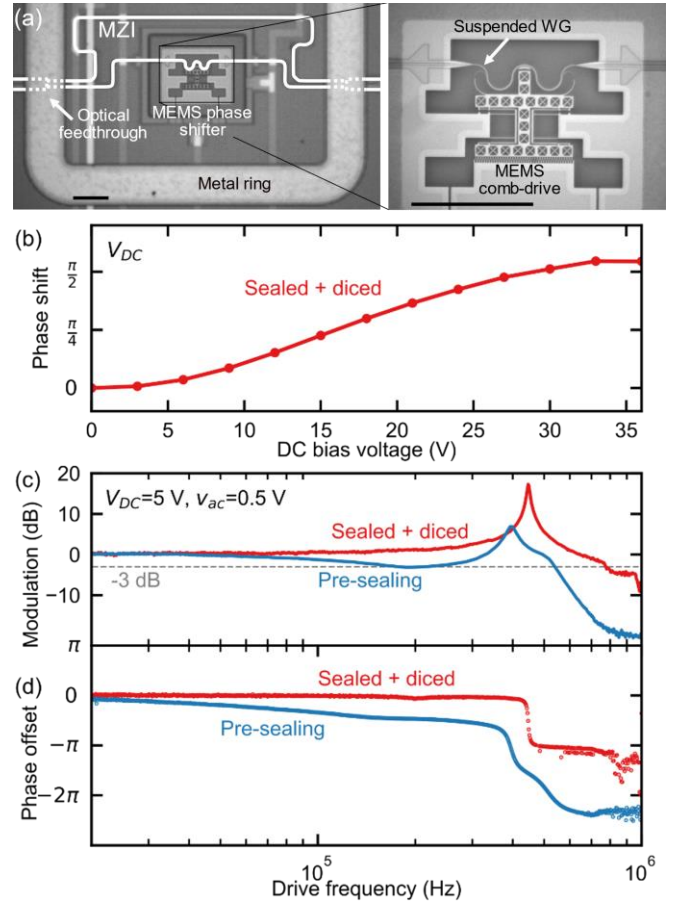 (a)
MZI
Optical
feedthrough
MEMS phase
shifter
Metal ring
Suspended WG
MEMS
comb-drive
(b)
V_DC
Sealed + diced
Phase shift
π/2
π/4
0
0 5 10 15 20 25 30 35
DC bias voltage (V)
(c)
V_DC=5 V, v_ac=0.5 V
Sealed + diced
Pre-sealing
-3 dB
Modulation (dB)
20
10
0
−10
(d)
Sealed + diced
Pre-sealing
Phase offset
π
0
−π
−2π
10^5 10^6
Drive frequency (Hz)